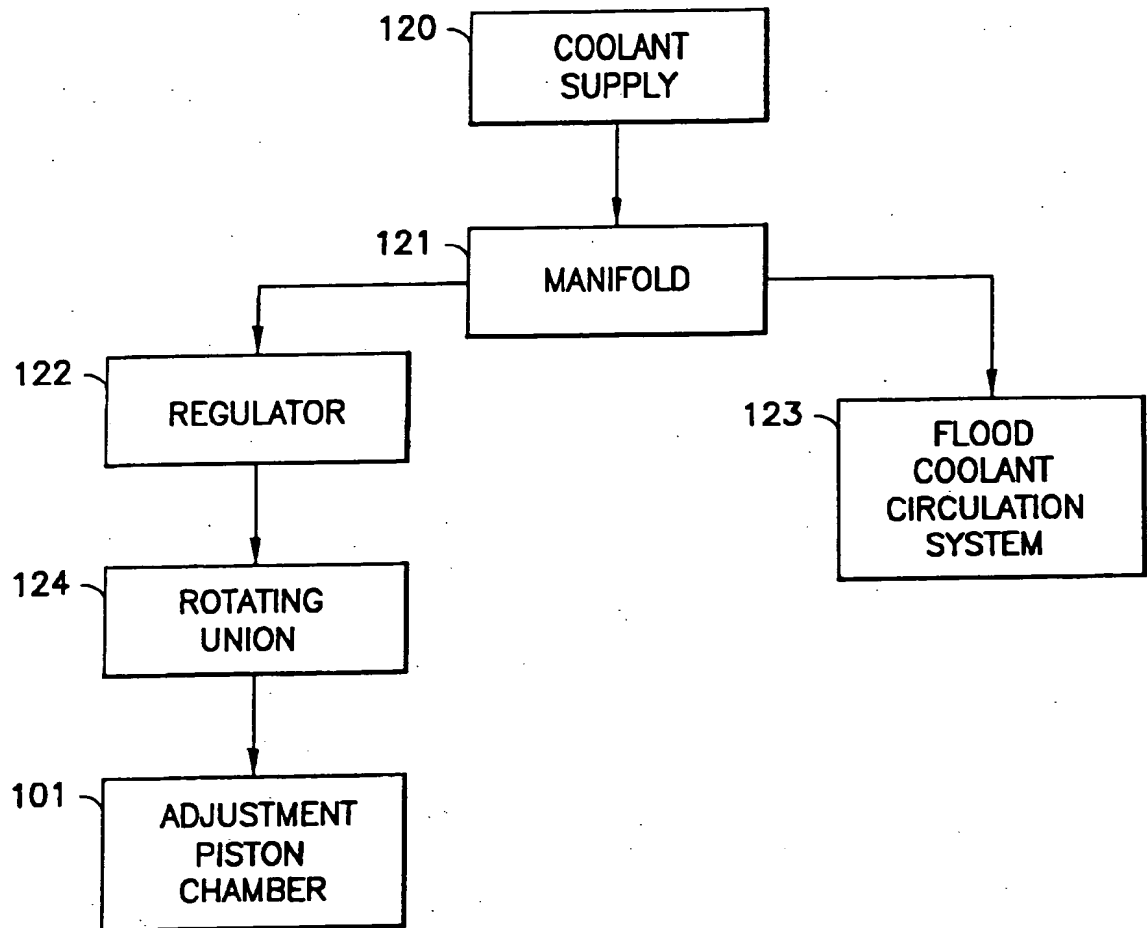 120
COOLANT
SUPPLY
121
MANIFOLD
122
REGULATOR
123
FLOOD
COOLANT
CIRCULATION
SYSTEM
124
ROTATING
UNION
101
ADJUSTMENT
PISTON
CHAMBER